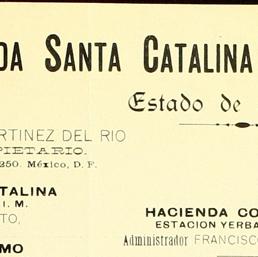 DA SANTA CATALINA
Estado de
RTINEZ DEL RIO
PIETARIO.
250. México, D. F.
ATALINA
I. M.
TO,
MO
HACIENDA CO
ESTACION YERBA
Administrador FRANCISCO